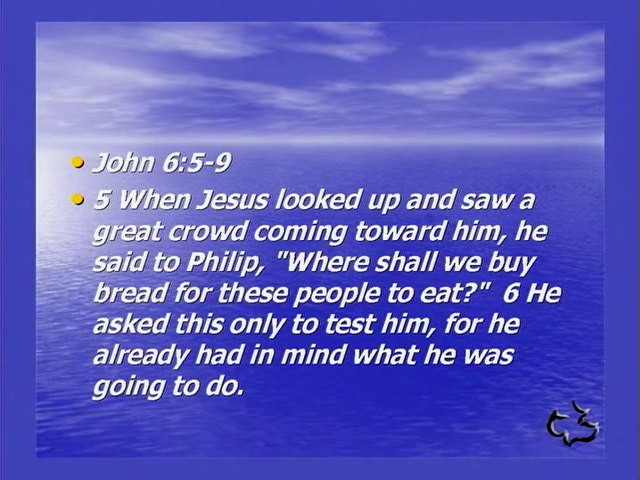 John 6:5-9
5 When Jesus looked up and saw a
great crowd coming toward him, he
said to Philip, "Where shall we buy
bread for these people to eat?"  6 He
asked this only to test him, for he
already had in mind what he was
going to do.